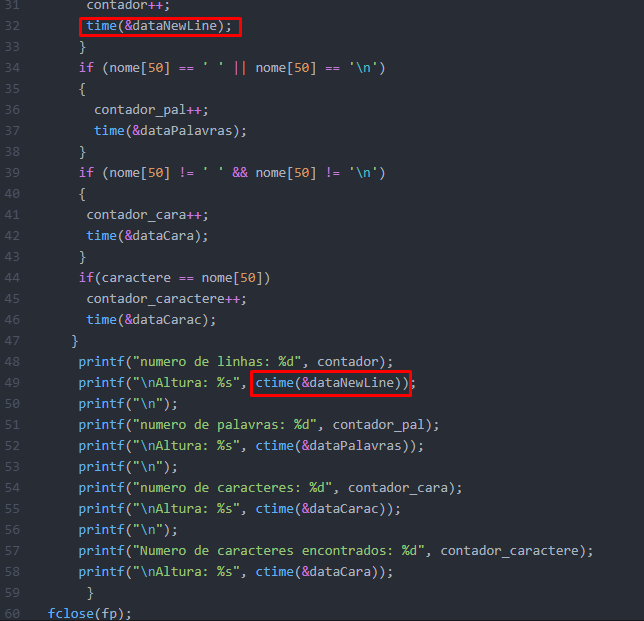 31 contador++;
32 time(&dataNewLine);
33 }
34 if (nome[50] == ' ' || nome[50] == '\n')
35 {
36 contador_pal++;
37 time(&dataPalavras);
38 }
39 if (nome[50] != ' ' && nome[50] != '\n')
40 {
41 contador_cara++;
42 time(&dataCara);
43 }
44 if(caractere == nome[50])
45 contador_caractere++;
46 time(&dataCarac);
47 }
48 printf("numero de linhas: %d", contador);
49 printf("\nAltura: %s", ctime(&dataNewLine));
50 printf("\n");
51 printf("numero de palavras: %d", contador_pal);
52 printf("\nAltura: %s", ctime(&dataPalavras));
53 printf("\n");
54 printf("numero de caracteres: %d", contador_cara);
55 printf("\nAltura: %s", ctime(&dataCarac));
56 printf("\n");
57 printf("Numero de caracteres encontrados: %d", contador_caractere);
58 printf("\nAltura: %s", ctime(&dataCara));
59 }
60 fclose(fp);